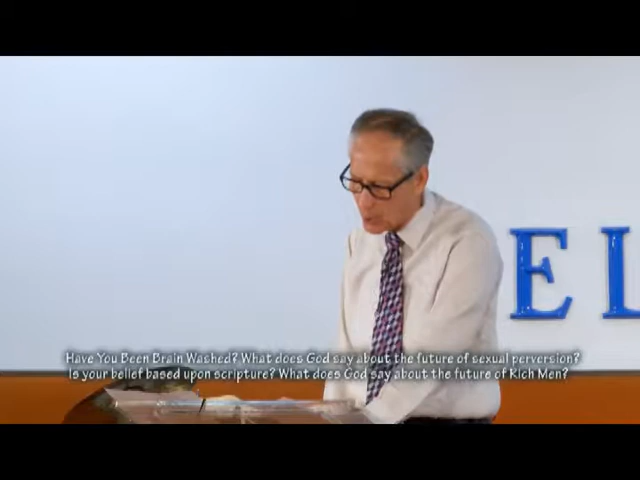 EL
Have You Been Brain Washed? What does God say about the future of sexual perversion?
Is your belief based upon scripture? What does God say about the future of Rich Men?